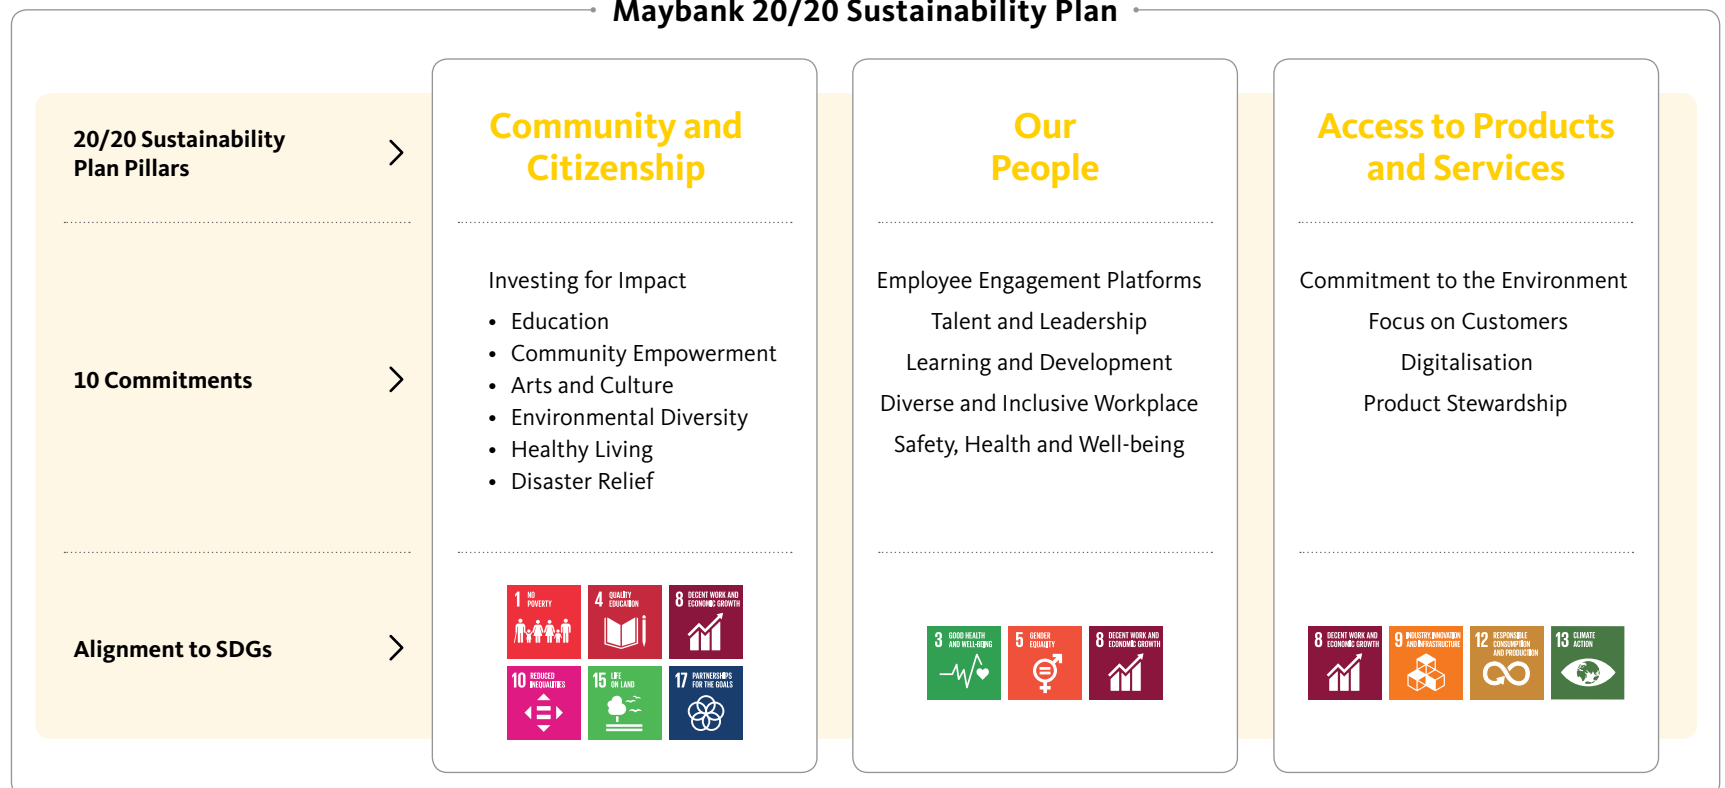 Maybank 20/20 Sustainability Plan
20/20 Sustainability
Plan Pillars
Community and
Citizenship
Our
People
Access to Products
and Services
10 Commitments
Investing for Impact
• Education
• Community Empowerment
• Arts and Culture
• Environmental Diversity
• Healthy Living
• Disaster Relief
Employee Engagement Platforms
Talent and Leadership
Learning and Development
Diverse and Inclusive Workplace
Safety, Health and Well-being
Commitment to the Environment
Focus on Customers
Digitalisation
Product Stewardship
Alignment to SDGs
1 NO
POVERTY
4 QUALITY
EDUCATION
8 DECENT WORK AND
ECONOMIC GROWTH
10 REDUCED
INEQUALITIES
15 LIFE
ON LAND
17 PARTNERSHIPS
FOR THE GOALS
3 GOOD HEALTH
AND WELL-BEING
5 GENDER
EQUALITY
8 DECENT WORK AND
ECONOMIC GROWTH
8 DECENT WORK AND
ECONOMIC GROWTH
9 INDUSTRY, INNOVATION
AND INFRASTRUCTURE
12 RESPONSIBLE
CONSUMPTION
AND PRODUCTION
13 CLIMATE
ACTION